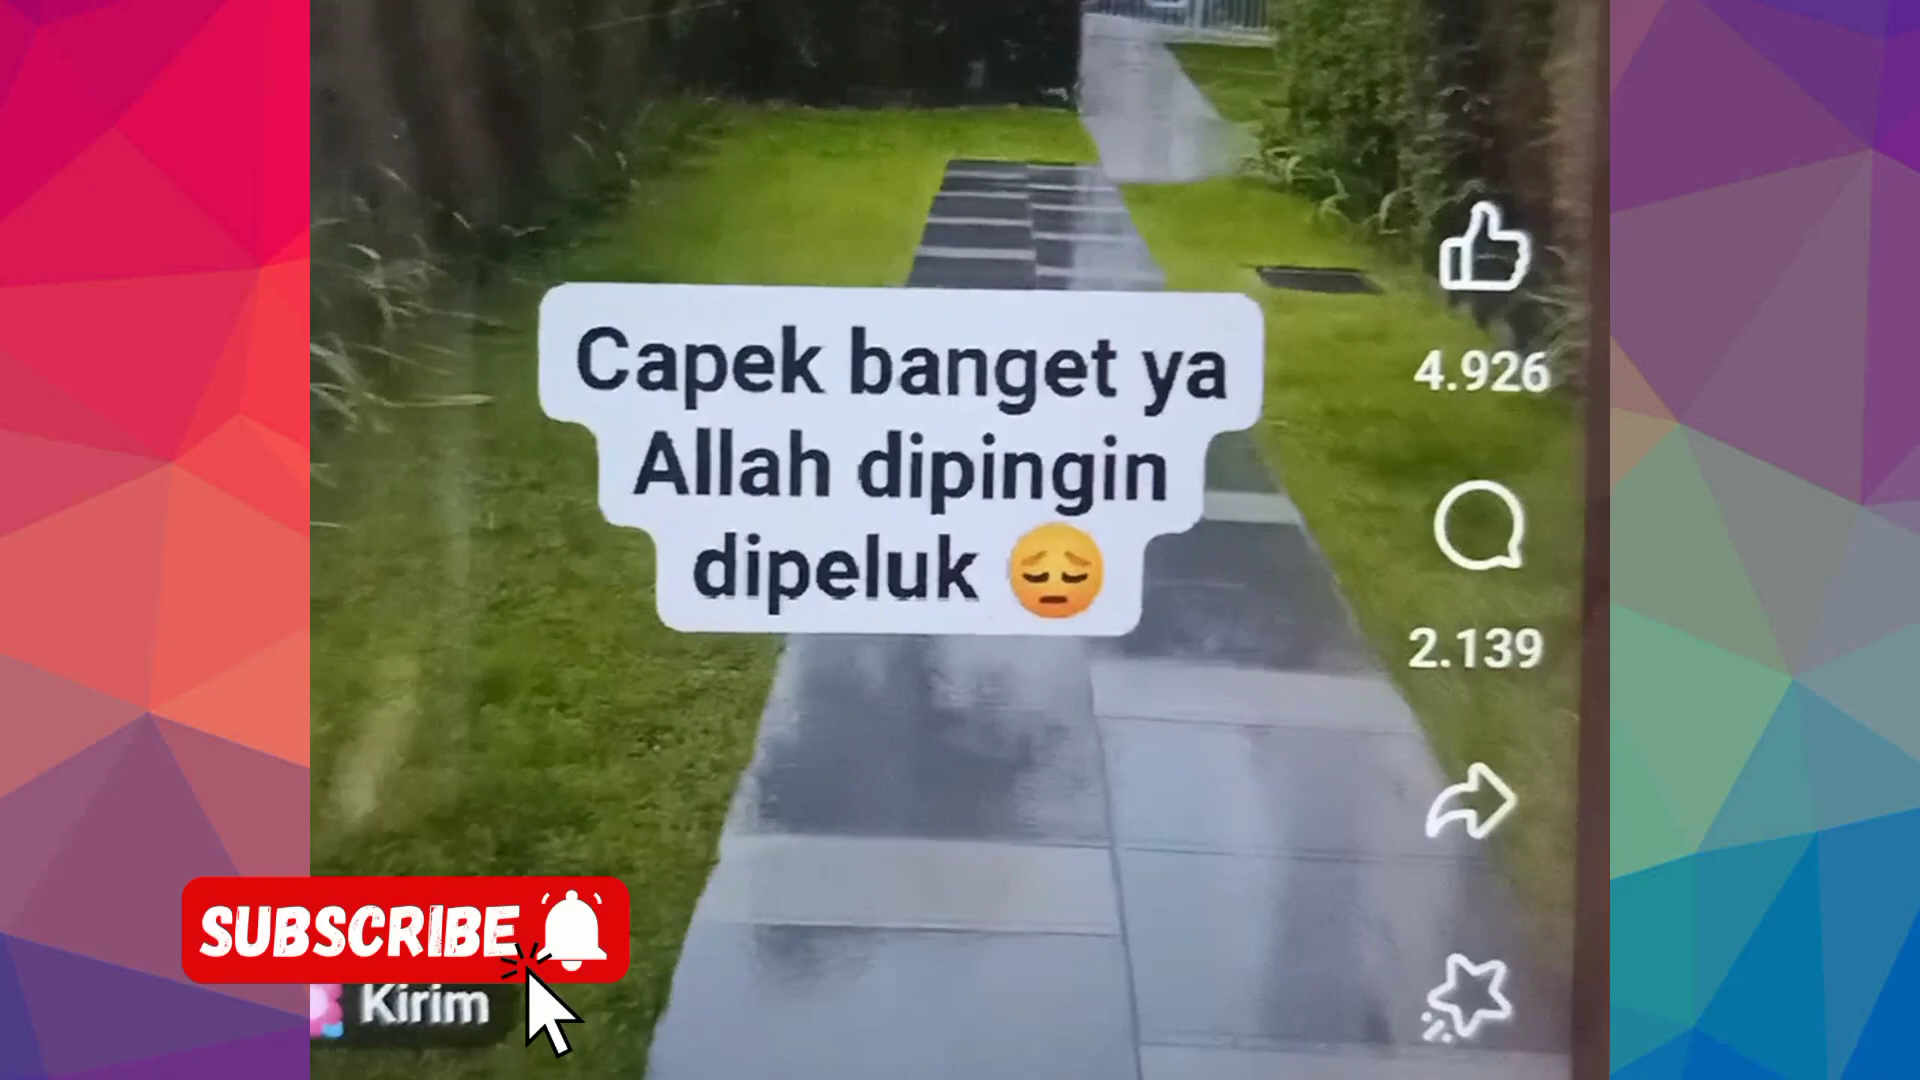 Capek banget ya
Allah dipingin
dipeluk 😔
4.926
2.139
SUBSCRIBE
Kirim